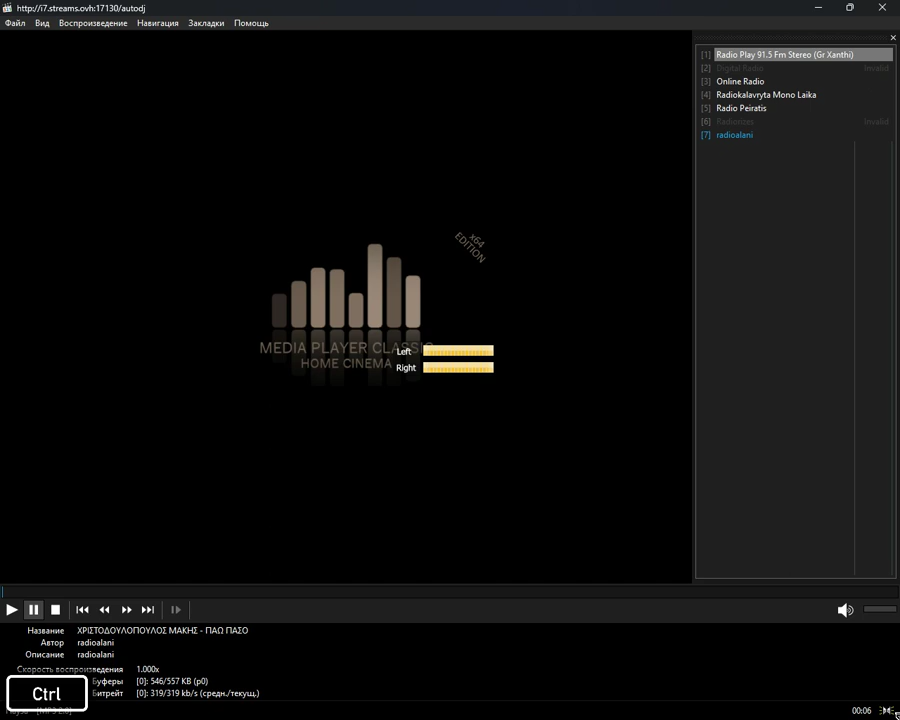 http://i7.streams.ovh:17130/autodj
Файл Вид Воспроизведение Навигация Закладки Помощь
[1] Radio Play 91.5 Fm Stereo (Gr Xanthi)
[2] Digital Radio Invalid
[3] Online Radio
[4] Radiokalavryta Mono Laika
[5] Radio Peiratis
[6] Radiorizes Invalid
[7] radioalani
x64
EDITION
MEDIA PLAYER CLASSIC
HOME CINEMA
Left
Right
Название ΧΡΙΣΤΟΔΟΥΛΟΠΟΥΛΟΣ ΜΑΚΗΣ - ΠΑΩ ΠΑΣΟ
Автор radioalani
Описание radioalani
Скорость воспроизведения 1.000x
Буферы [0]: 546/557 KB (p0)
Битрейт [0]: 319/319 kb/s (средн./текущ.)
Ctrl
00:06